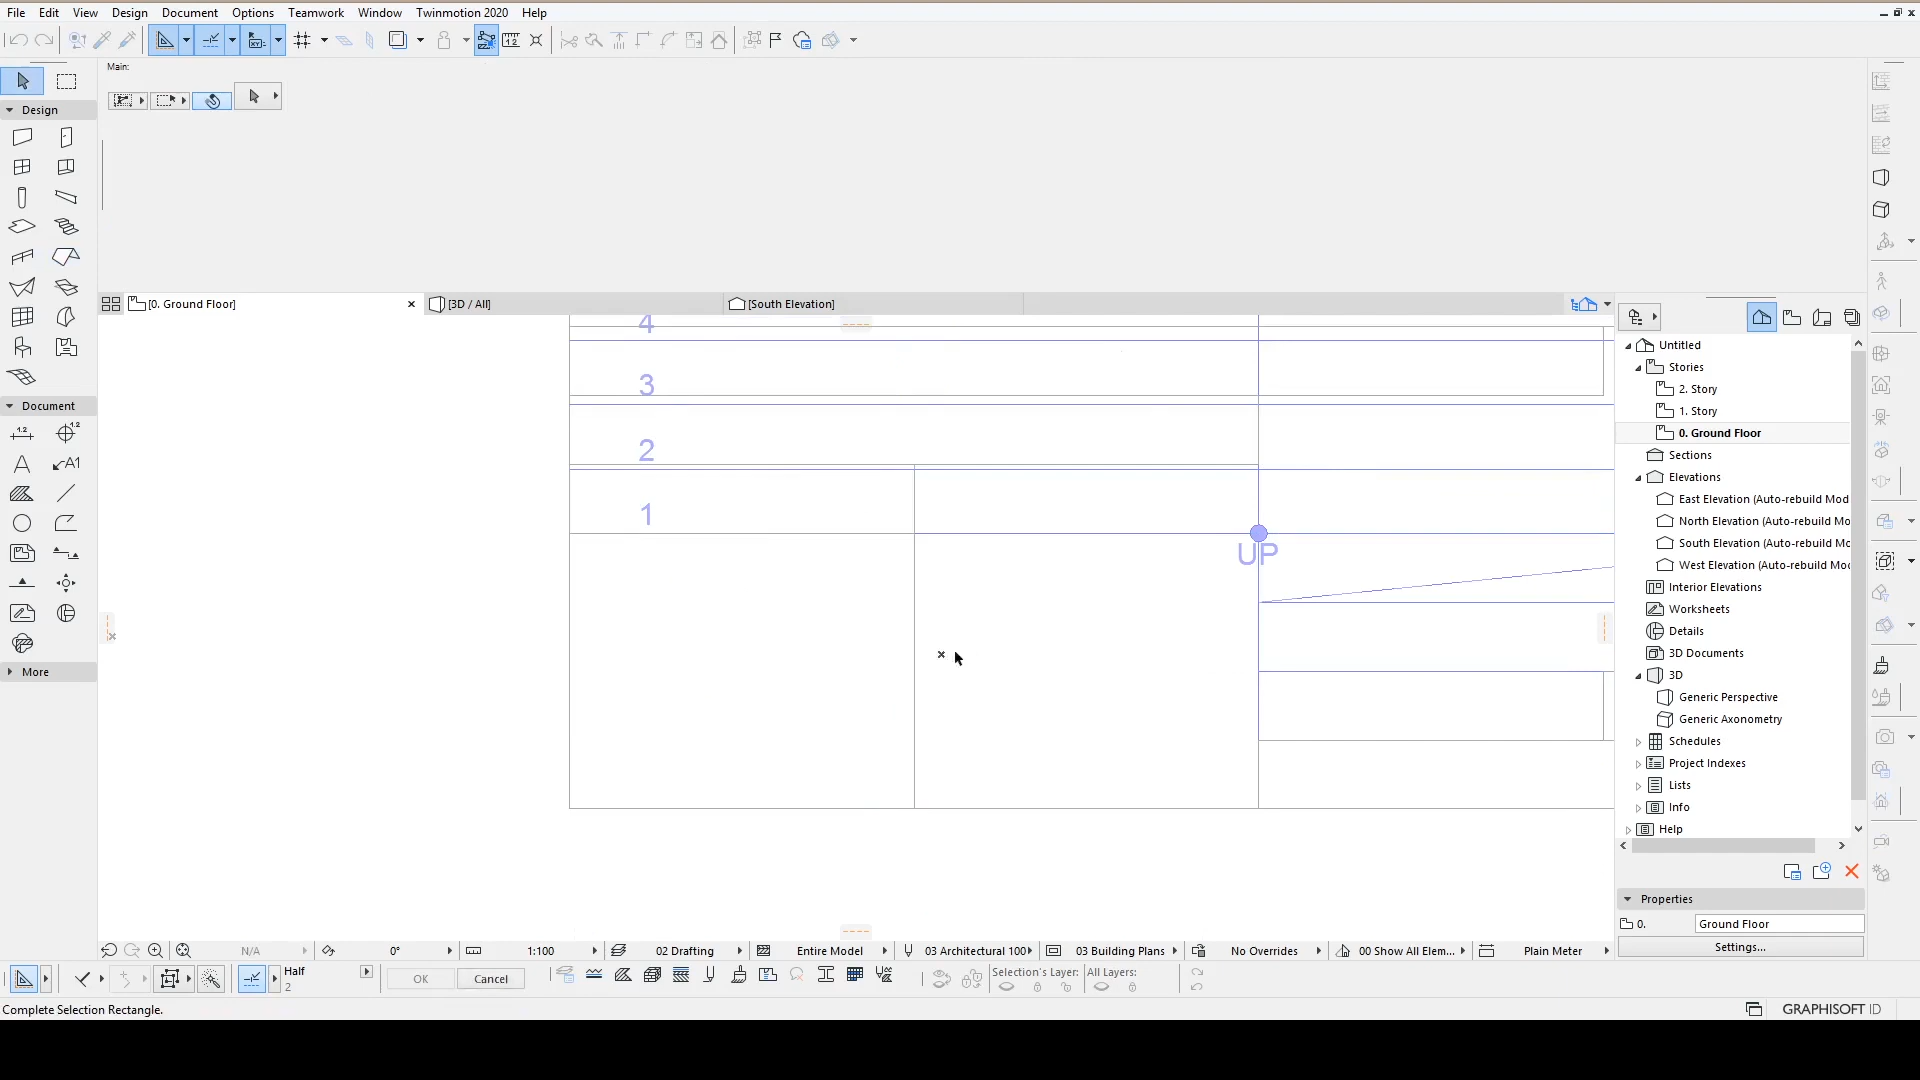 File Edit View Design Document Options Teamwork Window Twinmotion 2020 Help
Main:
Design
[0. Ground Floor]
[3D / All]
[South Elevation]
4
3
2
1
UP
Document
More
Untitled
Stories
2. Story
1. Story
0. Ground Floor
Sections
Elevations
East Elevation (Auto-rebuild Mod
North Elevation (Auto-rebuild Mo
South Elevation (Auto-rebuild Mo
West Elevation (Auto-rebuild Mod
Interior Elevations
Worksheets
Details
3D Documents
3D
Generic Perspective
Generic Axonometry
Schedules
Project Indexes
Lists
Info
Help
Properties
0. Ground Floor
Settings...
N/A 0° 1:100 02 Drafting Entire Model 03 Architectural 100 03 Building Plans No Overrides 00 Show All Elem... Plain Meter
Half
2
OK Cancel
Selection's Layer: All Layers:
Complete Selection Rectangle.
GRAPHISOFT ID